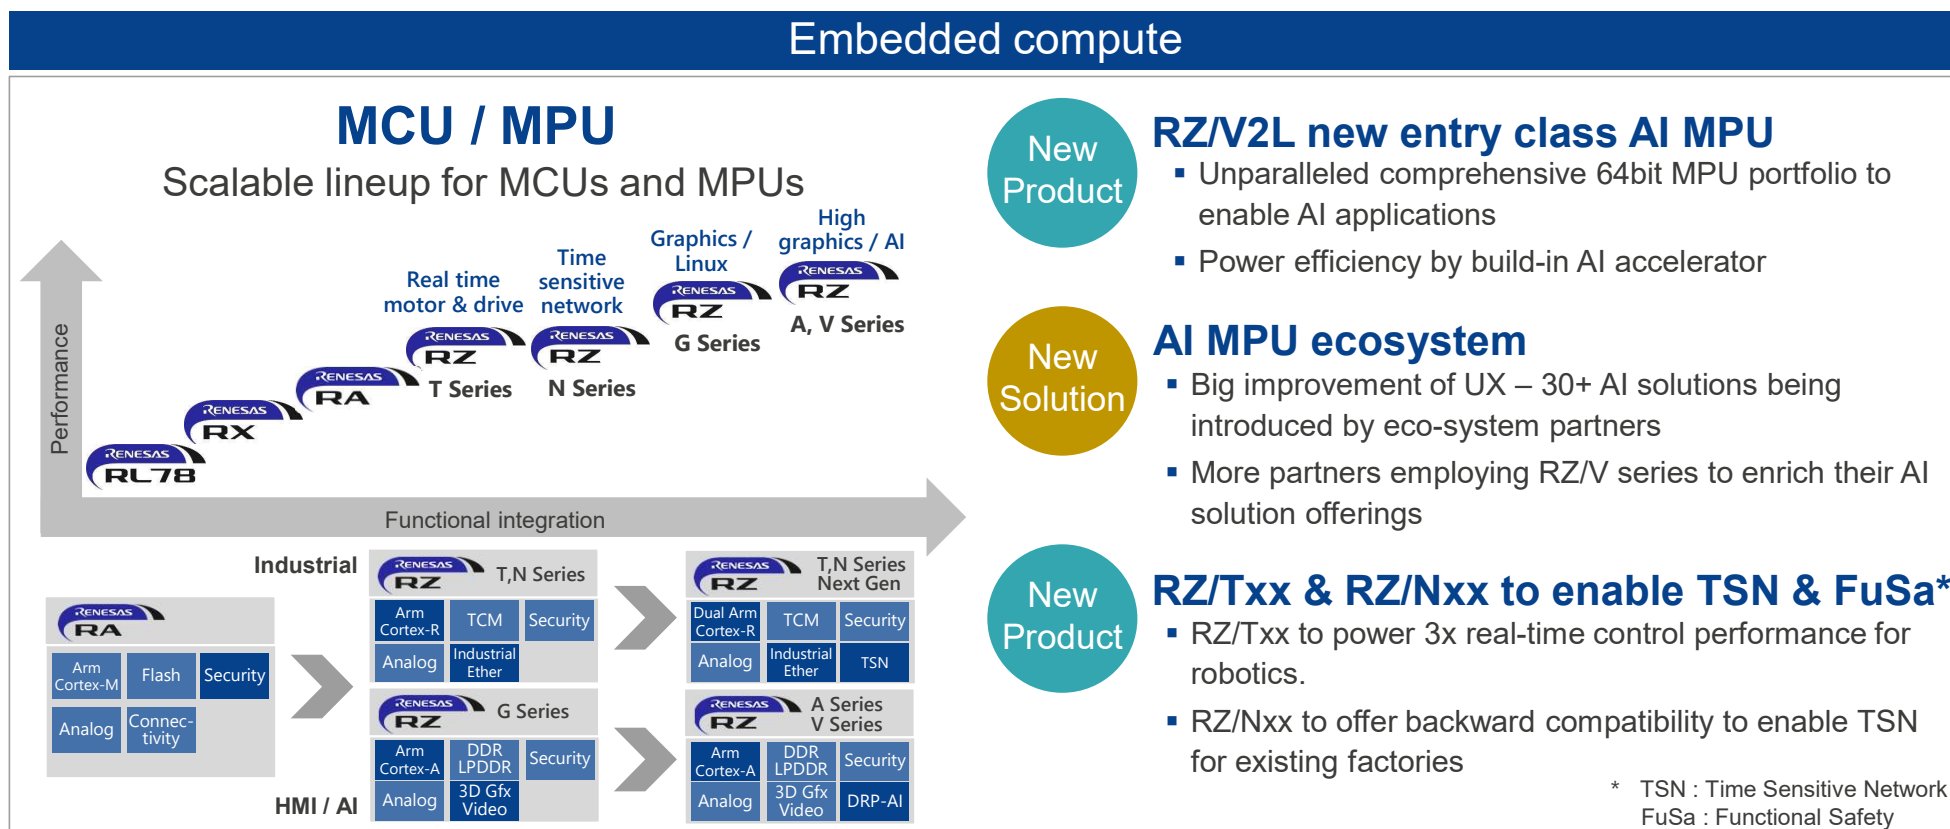 Embedded compute
MCU / MPU
Scalable lineup for MCUs and MPUs
Performance
Functional integration
RENESAS
RL78
RENESAS
RX
RENESAS
RA
Real time
motor & drive
RENESAS
RZ
T Series
Time
sensitive
network
RENESAS
RZ
N Series
Graphics /
Linux
RENESAS
RZ
G Series
High
graphics / AI
RENESAS
RZ
A, V Series
Industrial
HMI / AI
RENESAS
RA
Arm
Cortex-M
Flash
Security
Analog
Connec-
tivity
RENESAS
RZ
T,N Series
Arm
Cortex-R
TCM
Security
Analog
Industrial
Ether
RENESAS
RZ
T,N Series
Next Gen
Dual Arm
Cortex-R
TCM
Security
Analog
Industrial
Ether
TSN
RENESAS
RZ
G Series
Arm
Cortex-A
DDR
LPDDR
Security
Analog
3D Gfx
Video
RENESAS
RZ
A Series
V Series
Arm
Cortex-A
DDR
LPDDR
Security
Analog
3D Gfx
Video
DRP-AI
New
Product
RZ/V2L new entry class AI MPU
▪ Unparalleled comprehensive 64bit MPU portfolio to
enable AI applications
▪ Power efficiency by build-in AI accelerator
New
Solution
AI MPU ecosystem
▪ Big improvement of UX – 30+ AI solutions being
introduced by eco-system partners
▪ More partners employing RZ/V series to enrich their AI
solution offerings
New
Product
RZ/Txx & RZ/Nxx to enable TSN & FuSa*
▪ RZ/Txx to power 3x real-time control performance for
robotics.
▪ RZ/Nxx to offer backward compatibility to enable TSN
for existing factories
* TSN : Time Sensitive Network
FuSa : Functional Safety